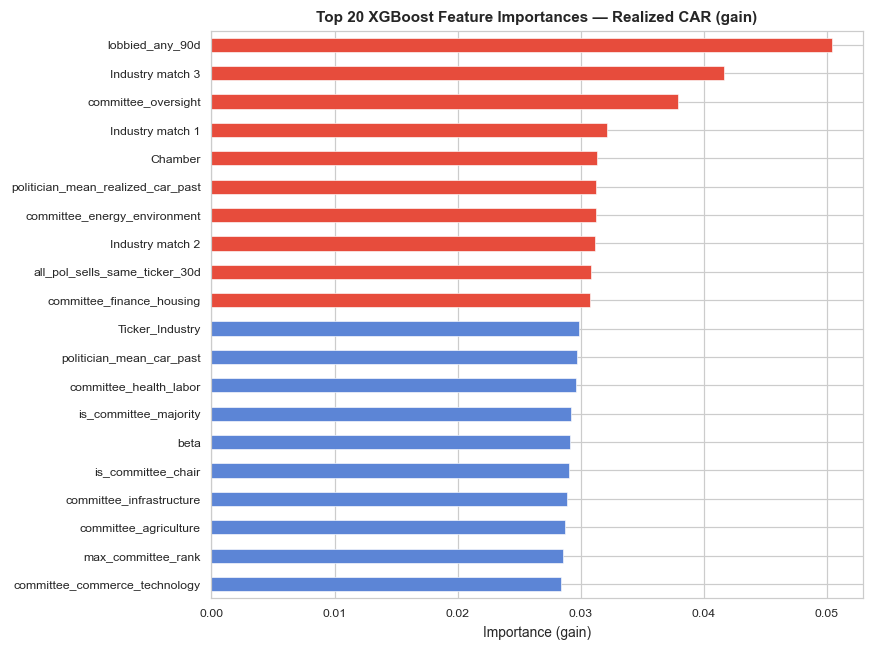 Top 20 XGBoost Feature Importances — Realized CAR (gain)
lobbied_any_90d
Industry match 3
committee_oversight
Industry match 1
Chamber
politician_mean_realized_car_past
committee_energy_environment
Industry match 2
all_pol_sells_same_ticker_30d
committee_finance_housing
Ticker_Industry
politician_mean_car_past
committee_health_labor
is_committee_majority
beta
is_committee_chair
committee_infrastructure
committee_agriculture
max_committee_rank
committee_commerce_technology
0.00 0.01 0.02 0.03 0.04 0.05
Importance (gain)